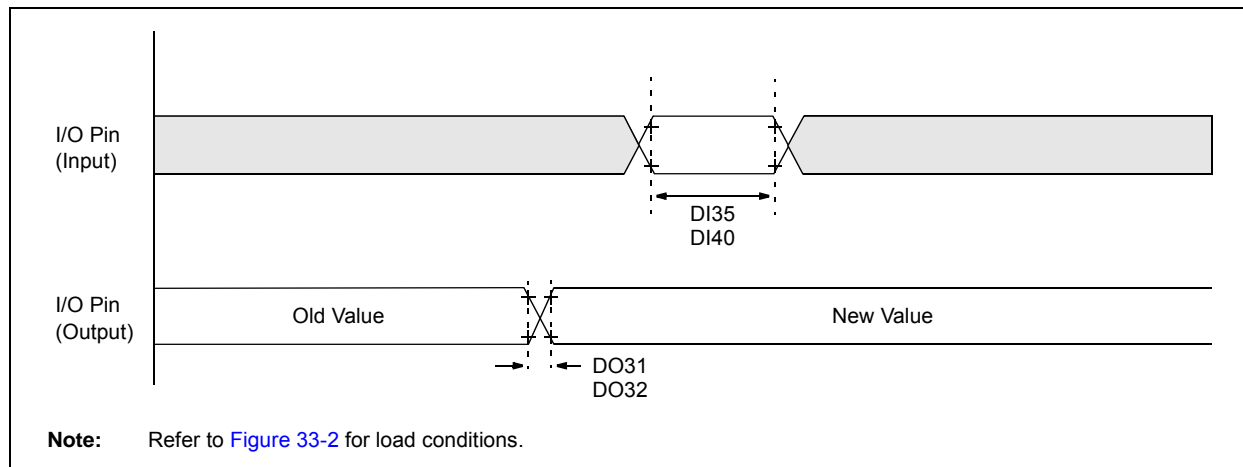 I/O Pin
(Input)
DI35
DI40
I/O Pin
(Output)
Old Value
New Value
DO31
DO32
Note: Refer to Figure 33-2 for load conditions.